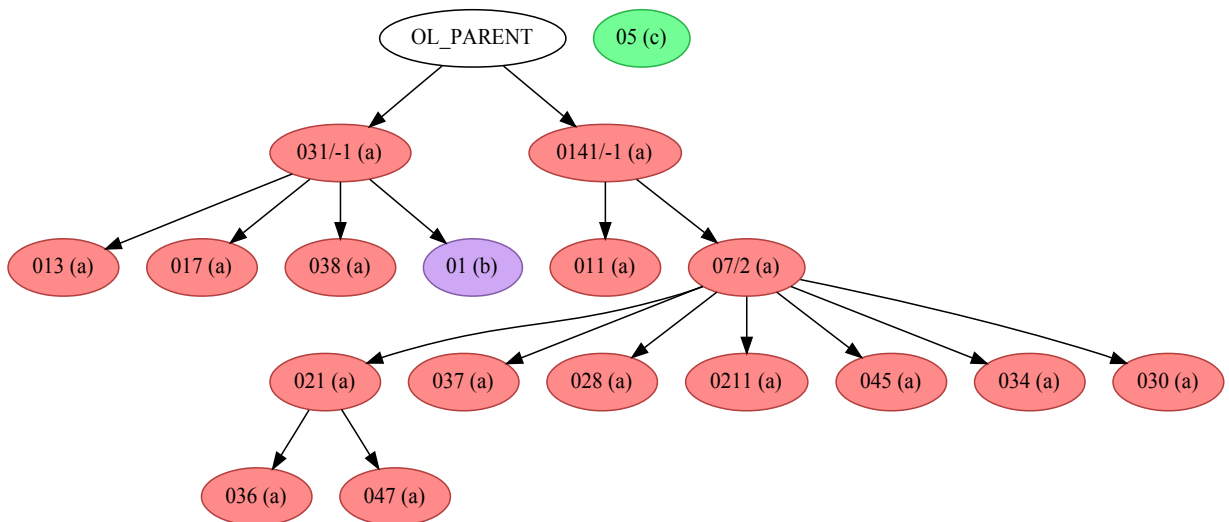 OL_PARENT
05 (c)
031/-1 (a)
0141/-1 (a)
013 (a)
017 (a)
038 (a)
01 (b)
011 (a)
07/2 (a)
021 (a)
037 (a)
028 (a)
0211 (a)
045 (a)
034 (a)
030 (a)
036 (a)
047 (a)